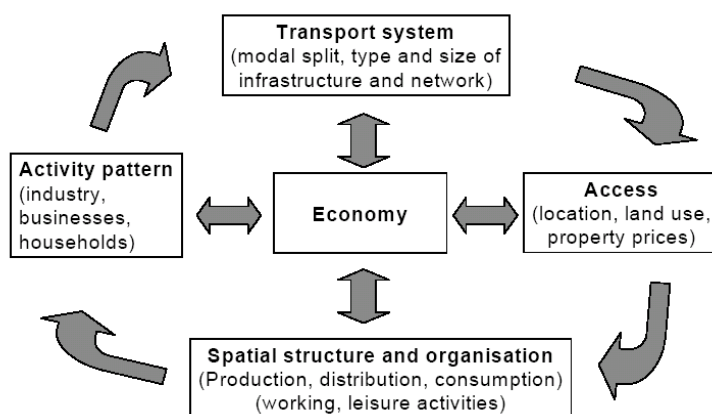 Transport system
(modal split, type and size of
infrastructure and network)
Activity pattern
(industry,
businesses,
households)
Economy
Access
(location, land use,
property prices)
Spatial structure and organisation
(Production, distribution, consumption)
(working, leisure activities)